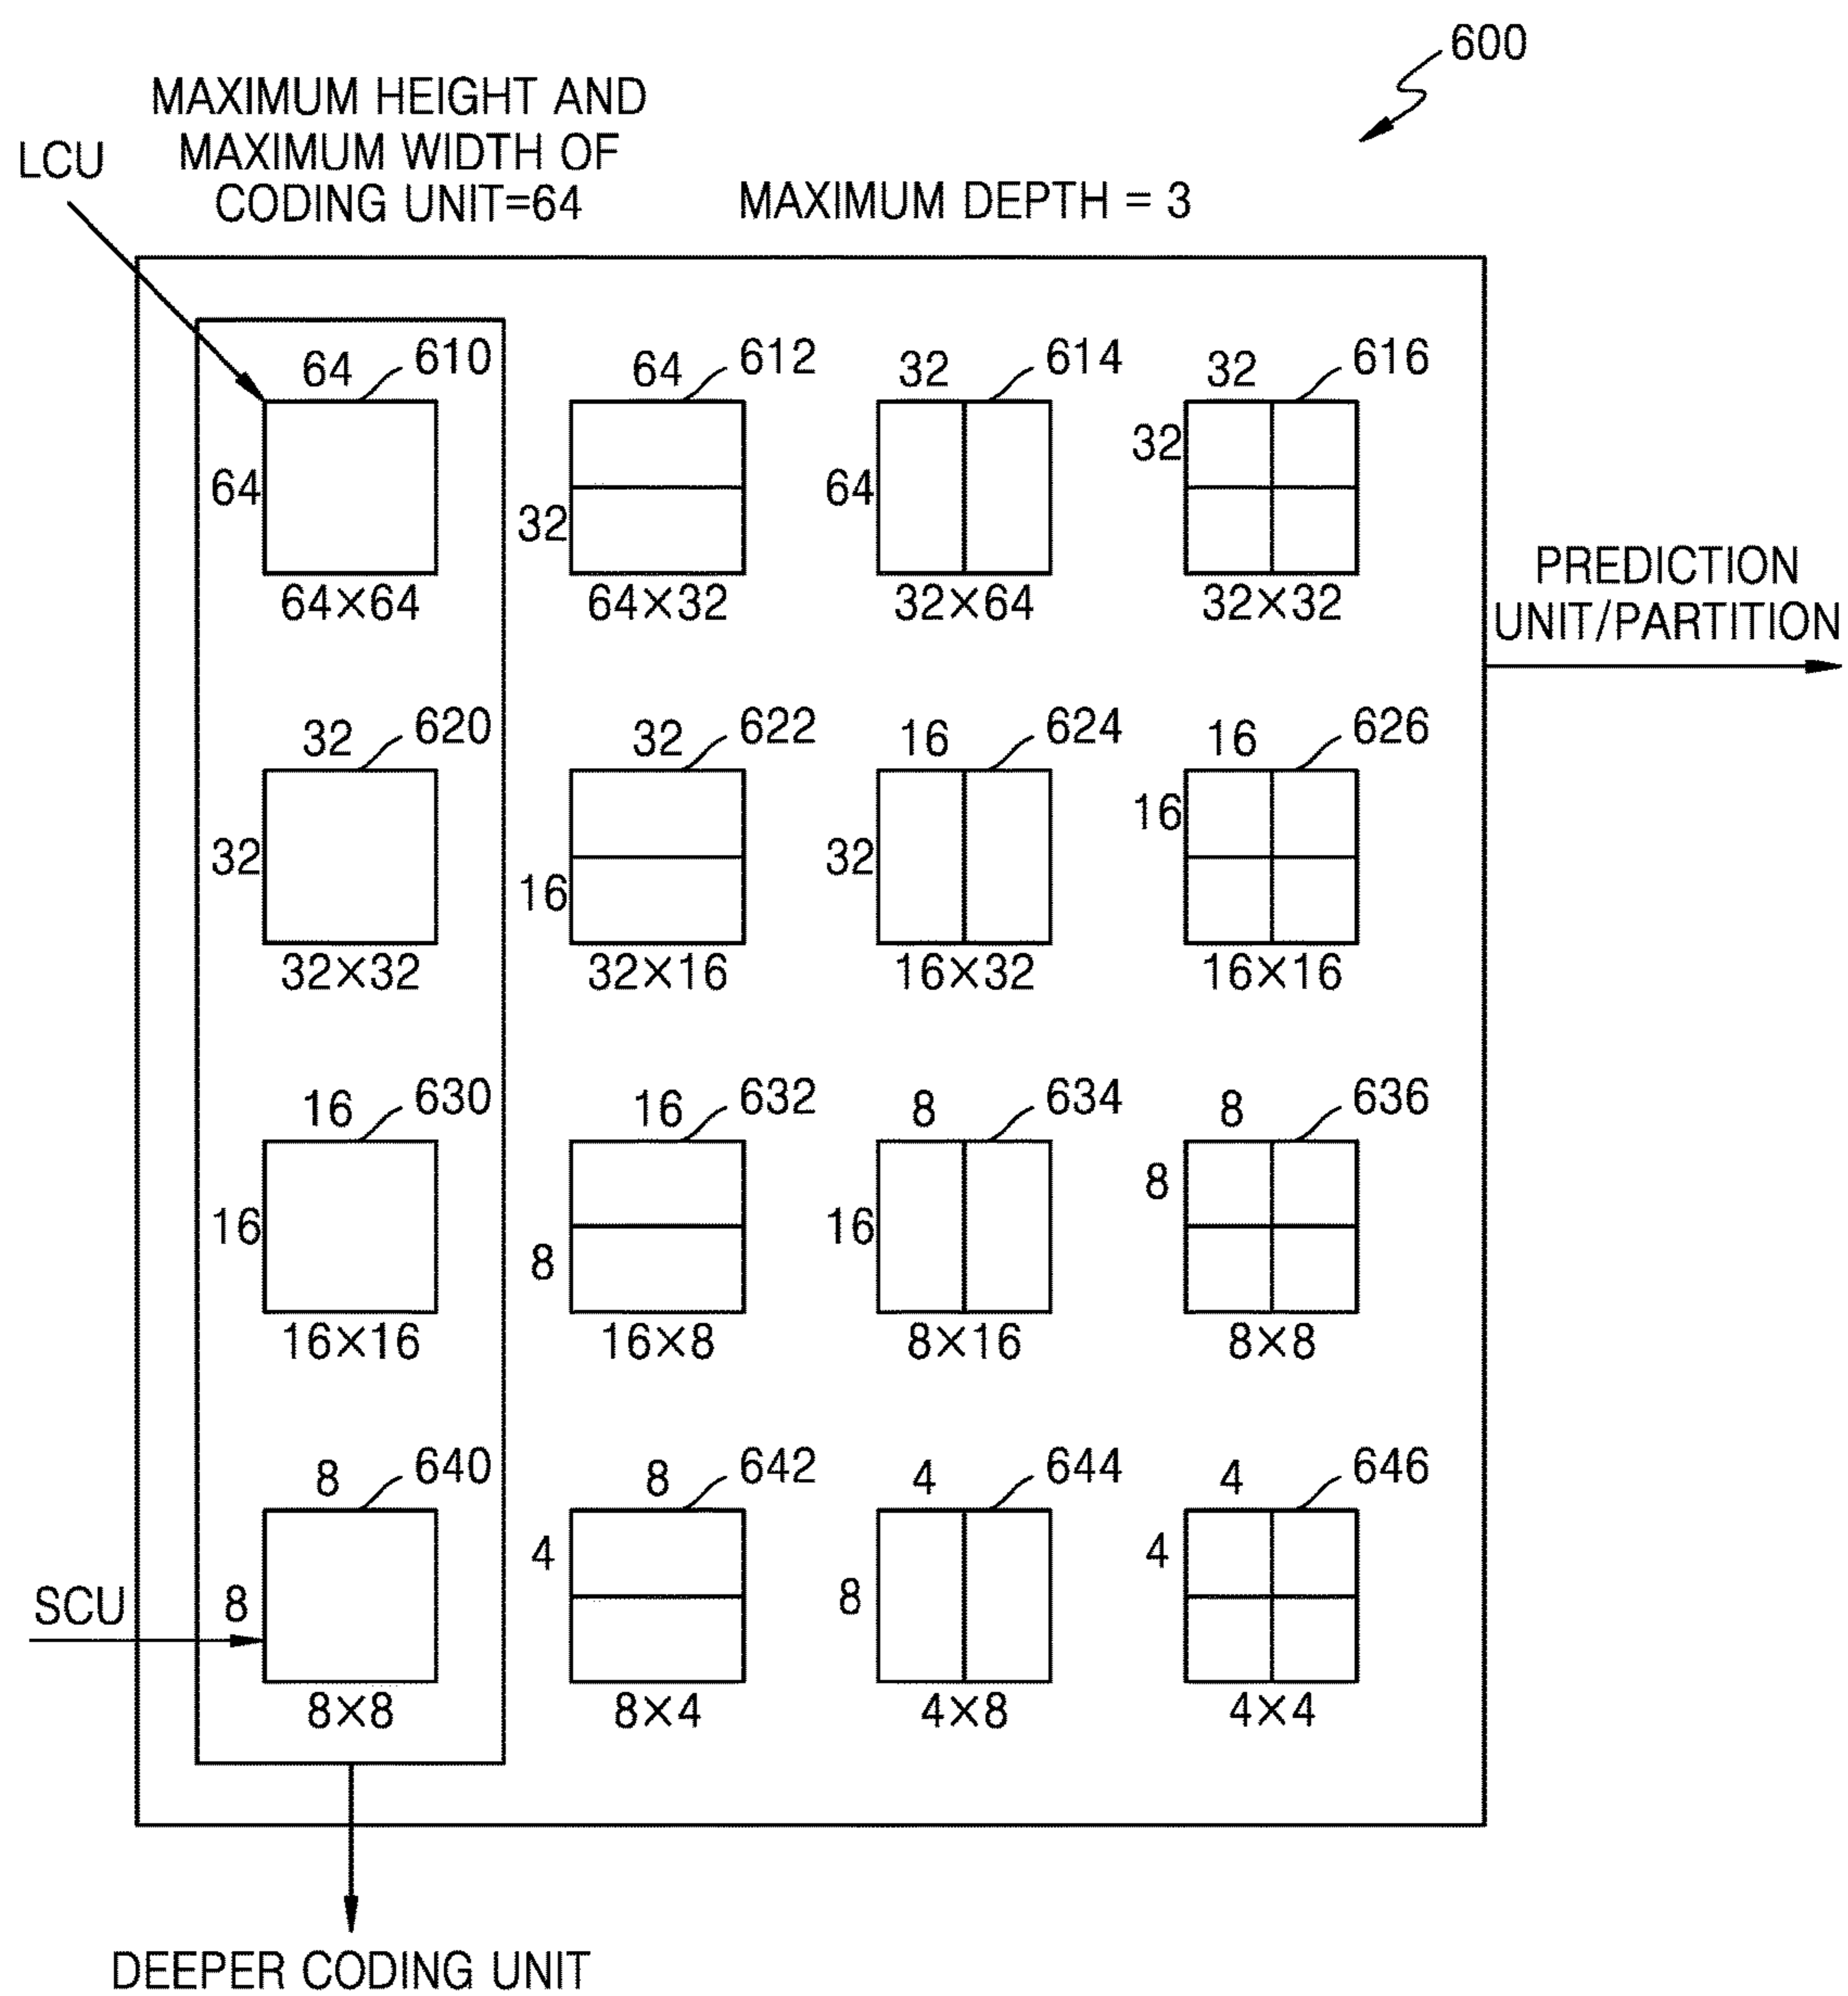 600
MAXIMUM HEIGHT AND
MAXIMUM WIDTH OF
CODING UNIT=64
LCU
MAXIMUM DEPTH = 3
64 610 64 612 32 614 32 616
64 32 64 32
64×64 64×32 32×64 32×32
PREDICTION
UNIT/PARTITION
32 620 32 622 16 624 16 626
32 16 32 16
32×32 32×16 16×32 16×16
16 630 16 632 8 634 8 636
16 8 16 8
16×16 16×8 8×16 8×8
8 640 8 642 4 644 4 646
SCU 8 4 8 4
8×8 8×4 4×8 4×4
DEEPER CODING UNIT